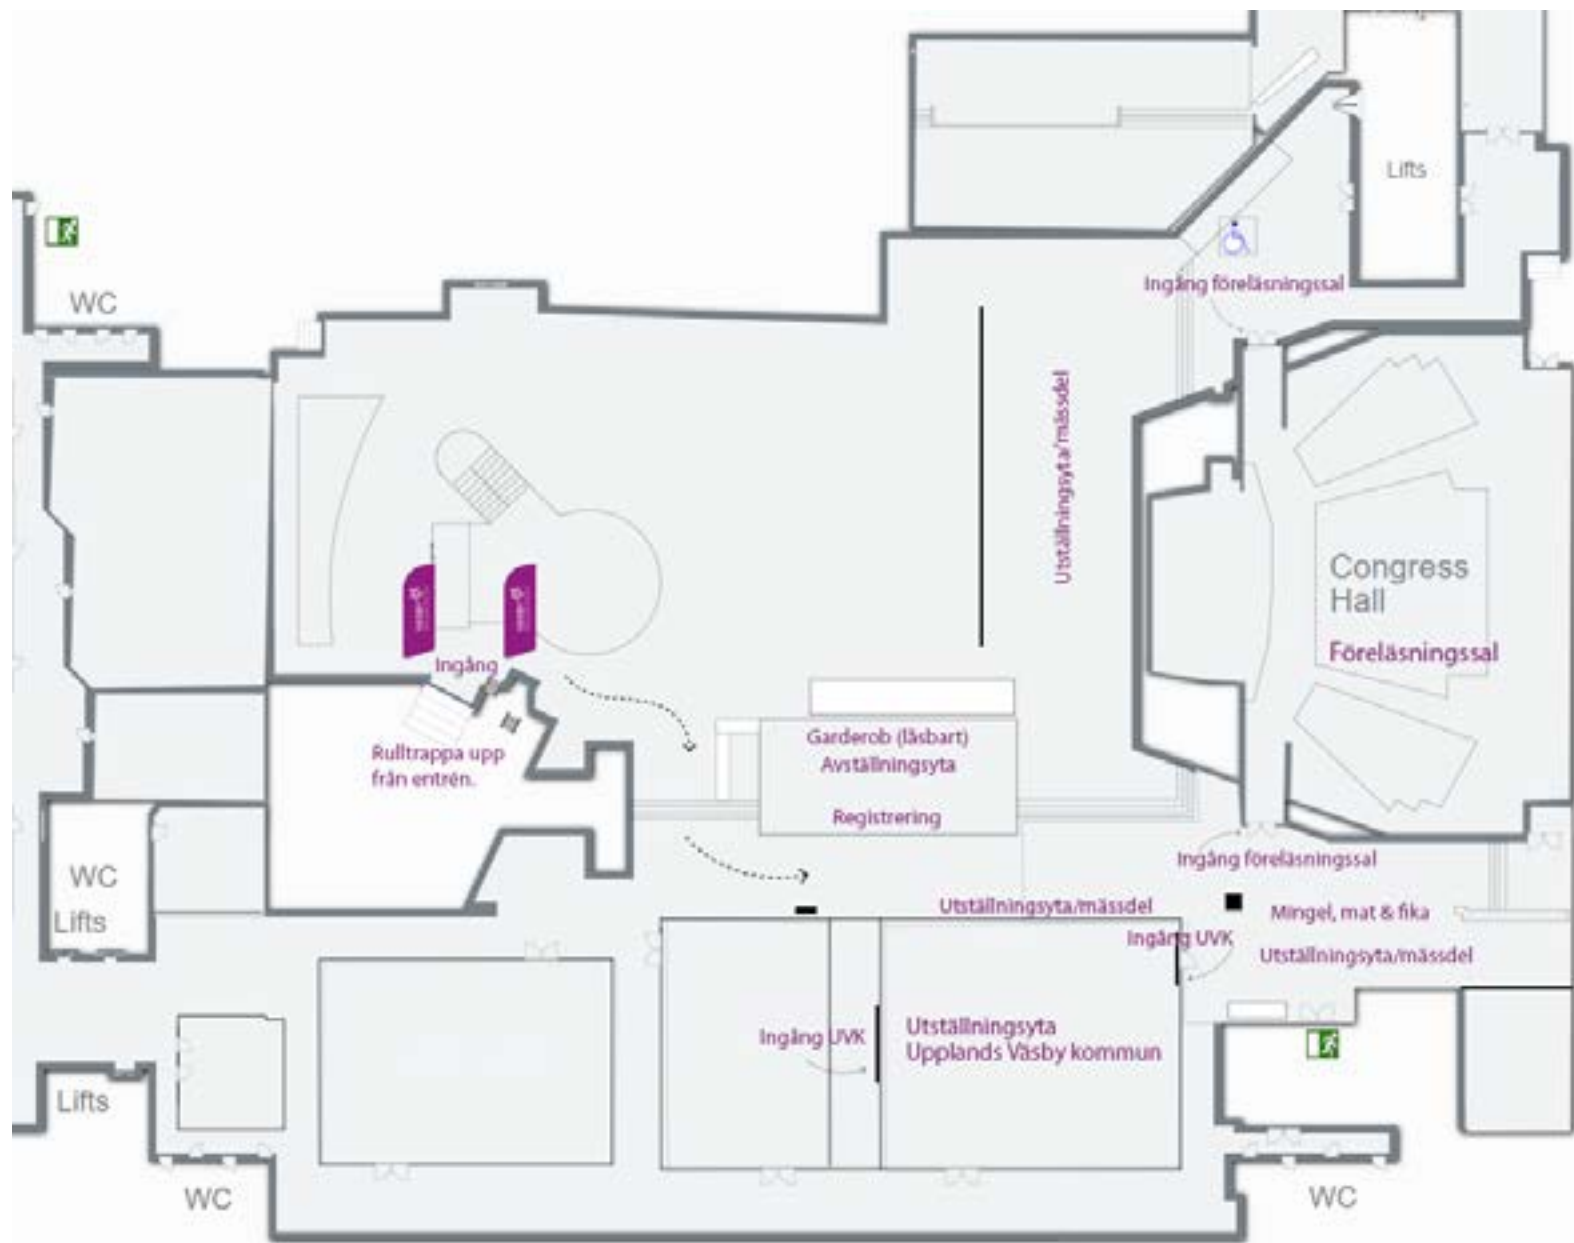 Lifts
WC
Ingång föreläsningssal
Utställningsyta/mässdel
Congress
Hall
Föreläsningssal
Ingång
Rulltrappa upp
från entrén.
Garderob (låsbart)
Avställningsyta
Registrering
Ingång föreläsningssal
WC
Lifts
Utställningsyta/mässdel
Mingel, mat & fika
Ingång UVK
Utställningsyta/mässdel
Ingång UVK
Utställningsyta
Upplands Väsby kommun
Lifts
WC
WC